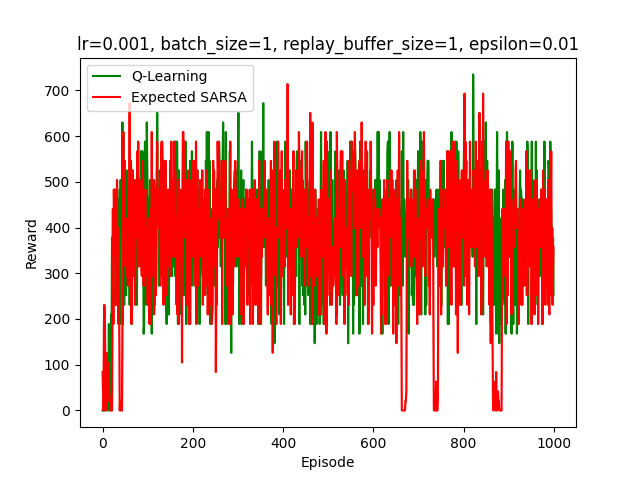 lr=0.001, batch_size=1, replay_buffer_size=1, epsilon=0.01
Q-Learning
Expected SARSA
Reward
700
600
500
400
300
200
100
0
0 200 400 600 800 1000
Episode